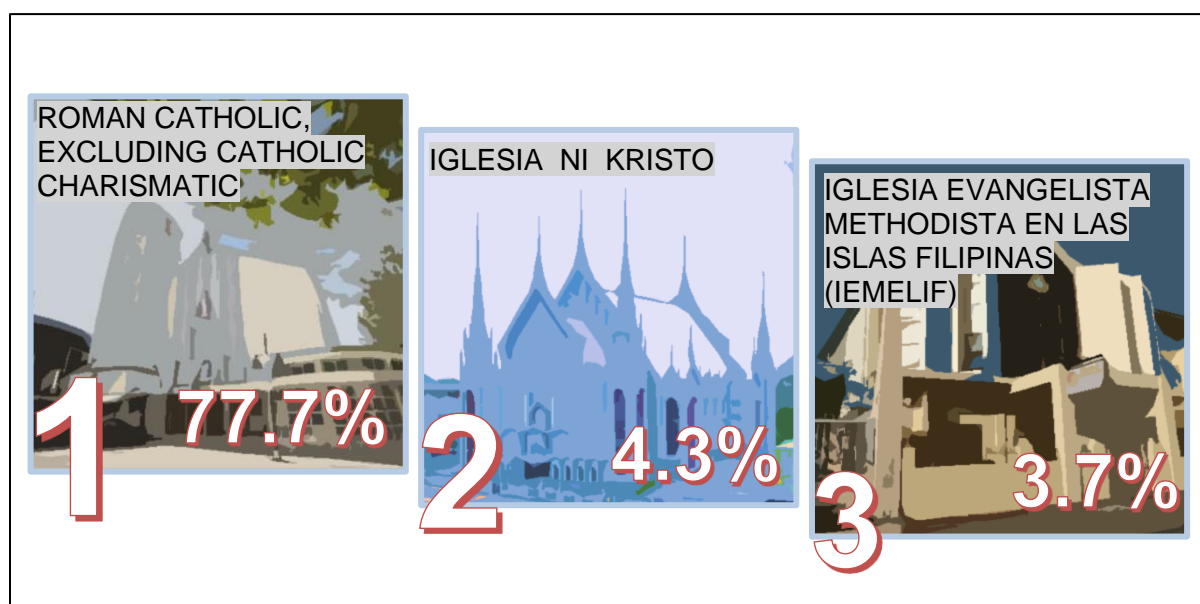 ROMAN CATHOLIC,
EXCLUDING CATHOLIC
CHARISMATIC
1
77.7%
IGLESIA NI KRISTO
2
4.3%
IGLESIA EVANGELISTA
METHODISTA EN LAS
ISLAS FILIPINAS
(IEMELIF)
3
3.7%